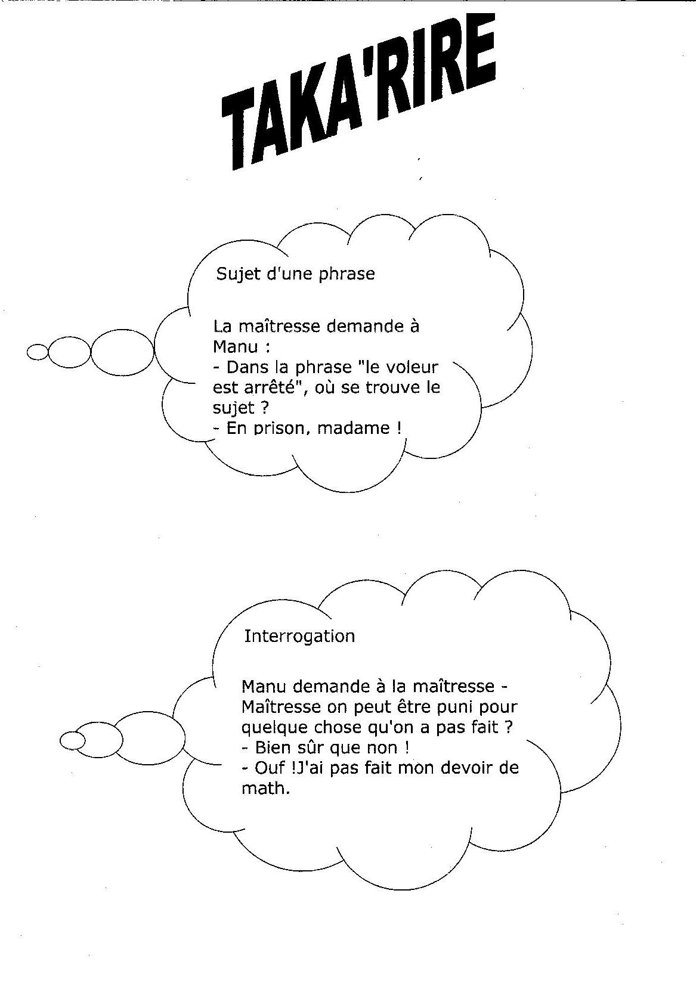 TAKA'RIRE
Sujet d'une phrase
La maîtresse demande à
Manu :
- Dans la phrase "le voleur
est arrêté", où se trouve le
sujet ?
- En prison, madame !
Interrogation
Manu demande à la maîtresse -
Maîtresse on peut être puni pour
quelque chose qu'on a pas fait ?
- Bien sûr que non !
- Ouf !J'ai pas fait mon devoir de
math.